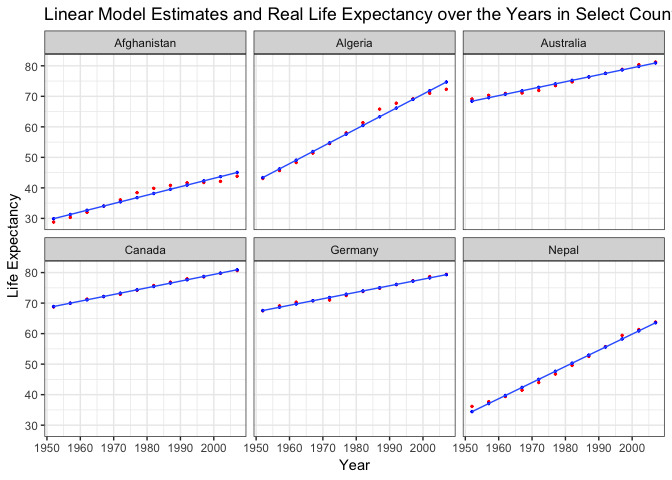 Linear Model Estimates and Real Life Expectancy over the Years in Select Coun
Afghanistan Algeria Australia
80
70
60
50
40
30
Canada Germany Nepal
80
70
60
50
40
30
1950 1960 1970 1980 1990 2000 1950 1960 1970 1980 1990 2000 1950 1960 1970 1980 1990 2000
Year
Life Expectancy